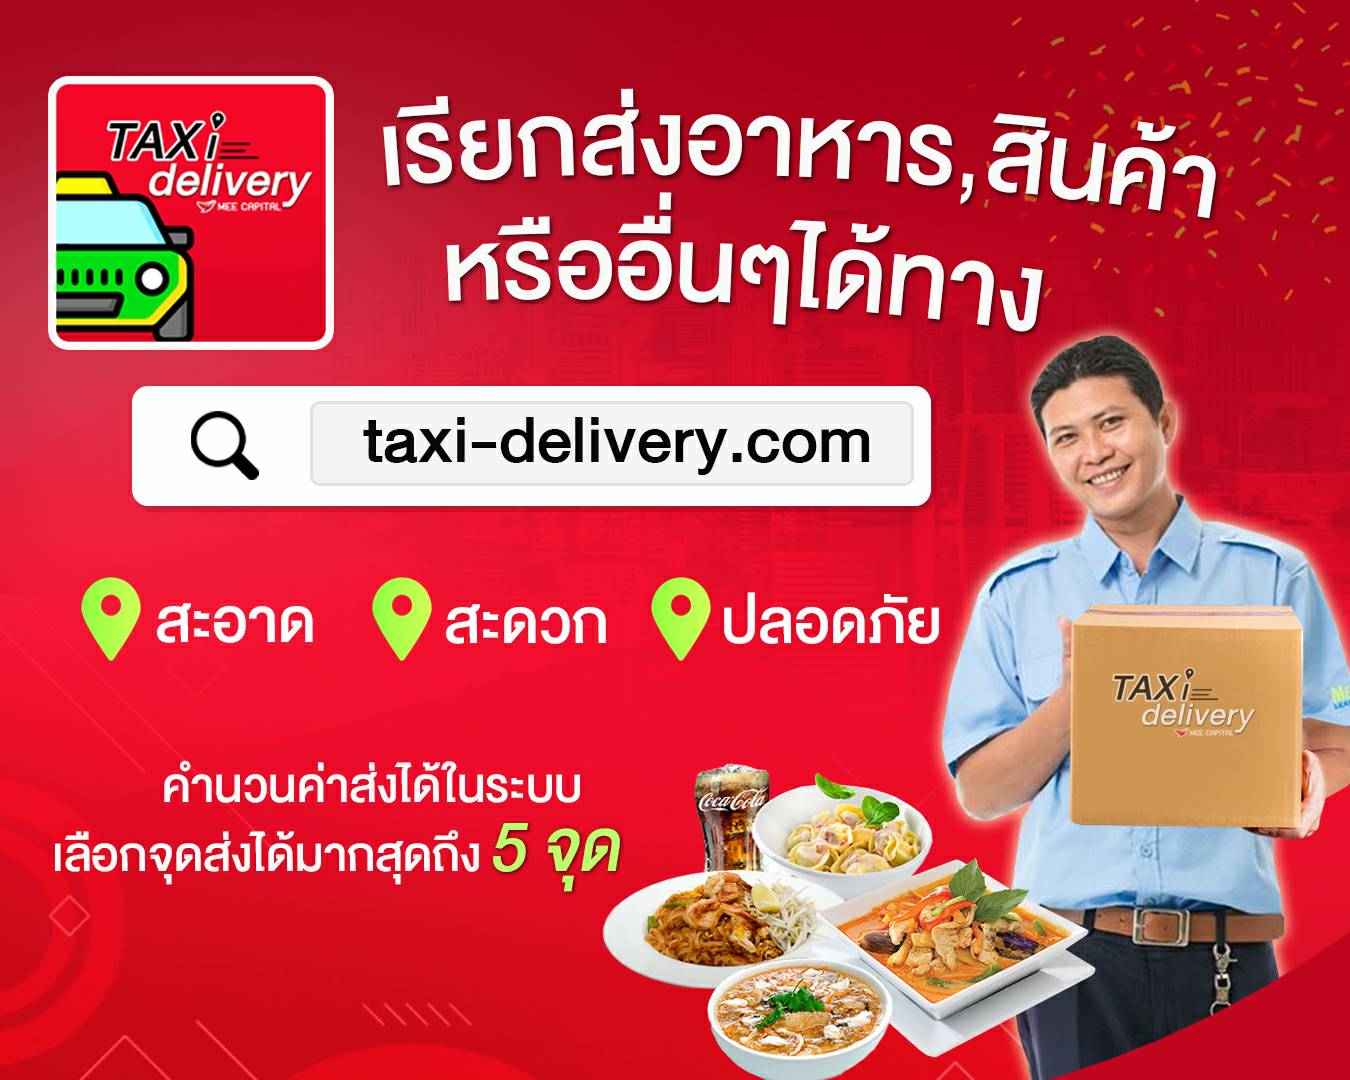 TAXi
delivery
MEE CAPITAL
เรียกส่งอาหาร,สินค้า
หรืออื่นๆได้ทาง
taxi-delivery.com
สะอาด
สะดวก
ปลอดภัย
คำนวนค่าส่งได้ในระบบ
เลือกจุดส่งได้มากสุดถึง 5 จุด
Coca-Cola
TAXi
delivery
MEE CAPITAL